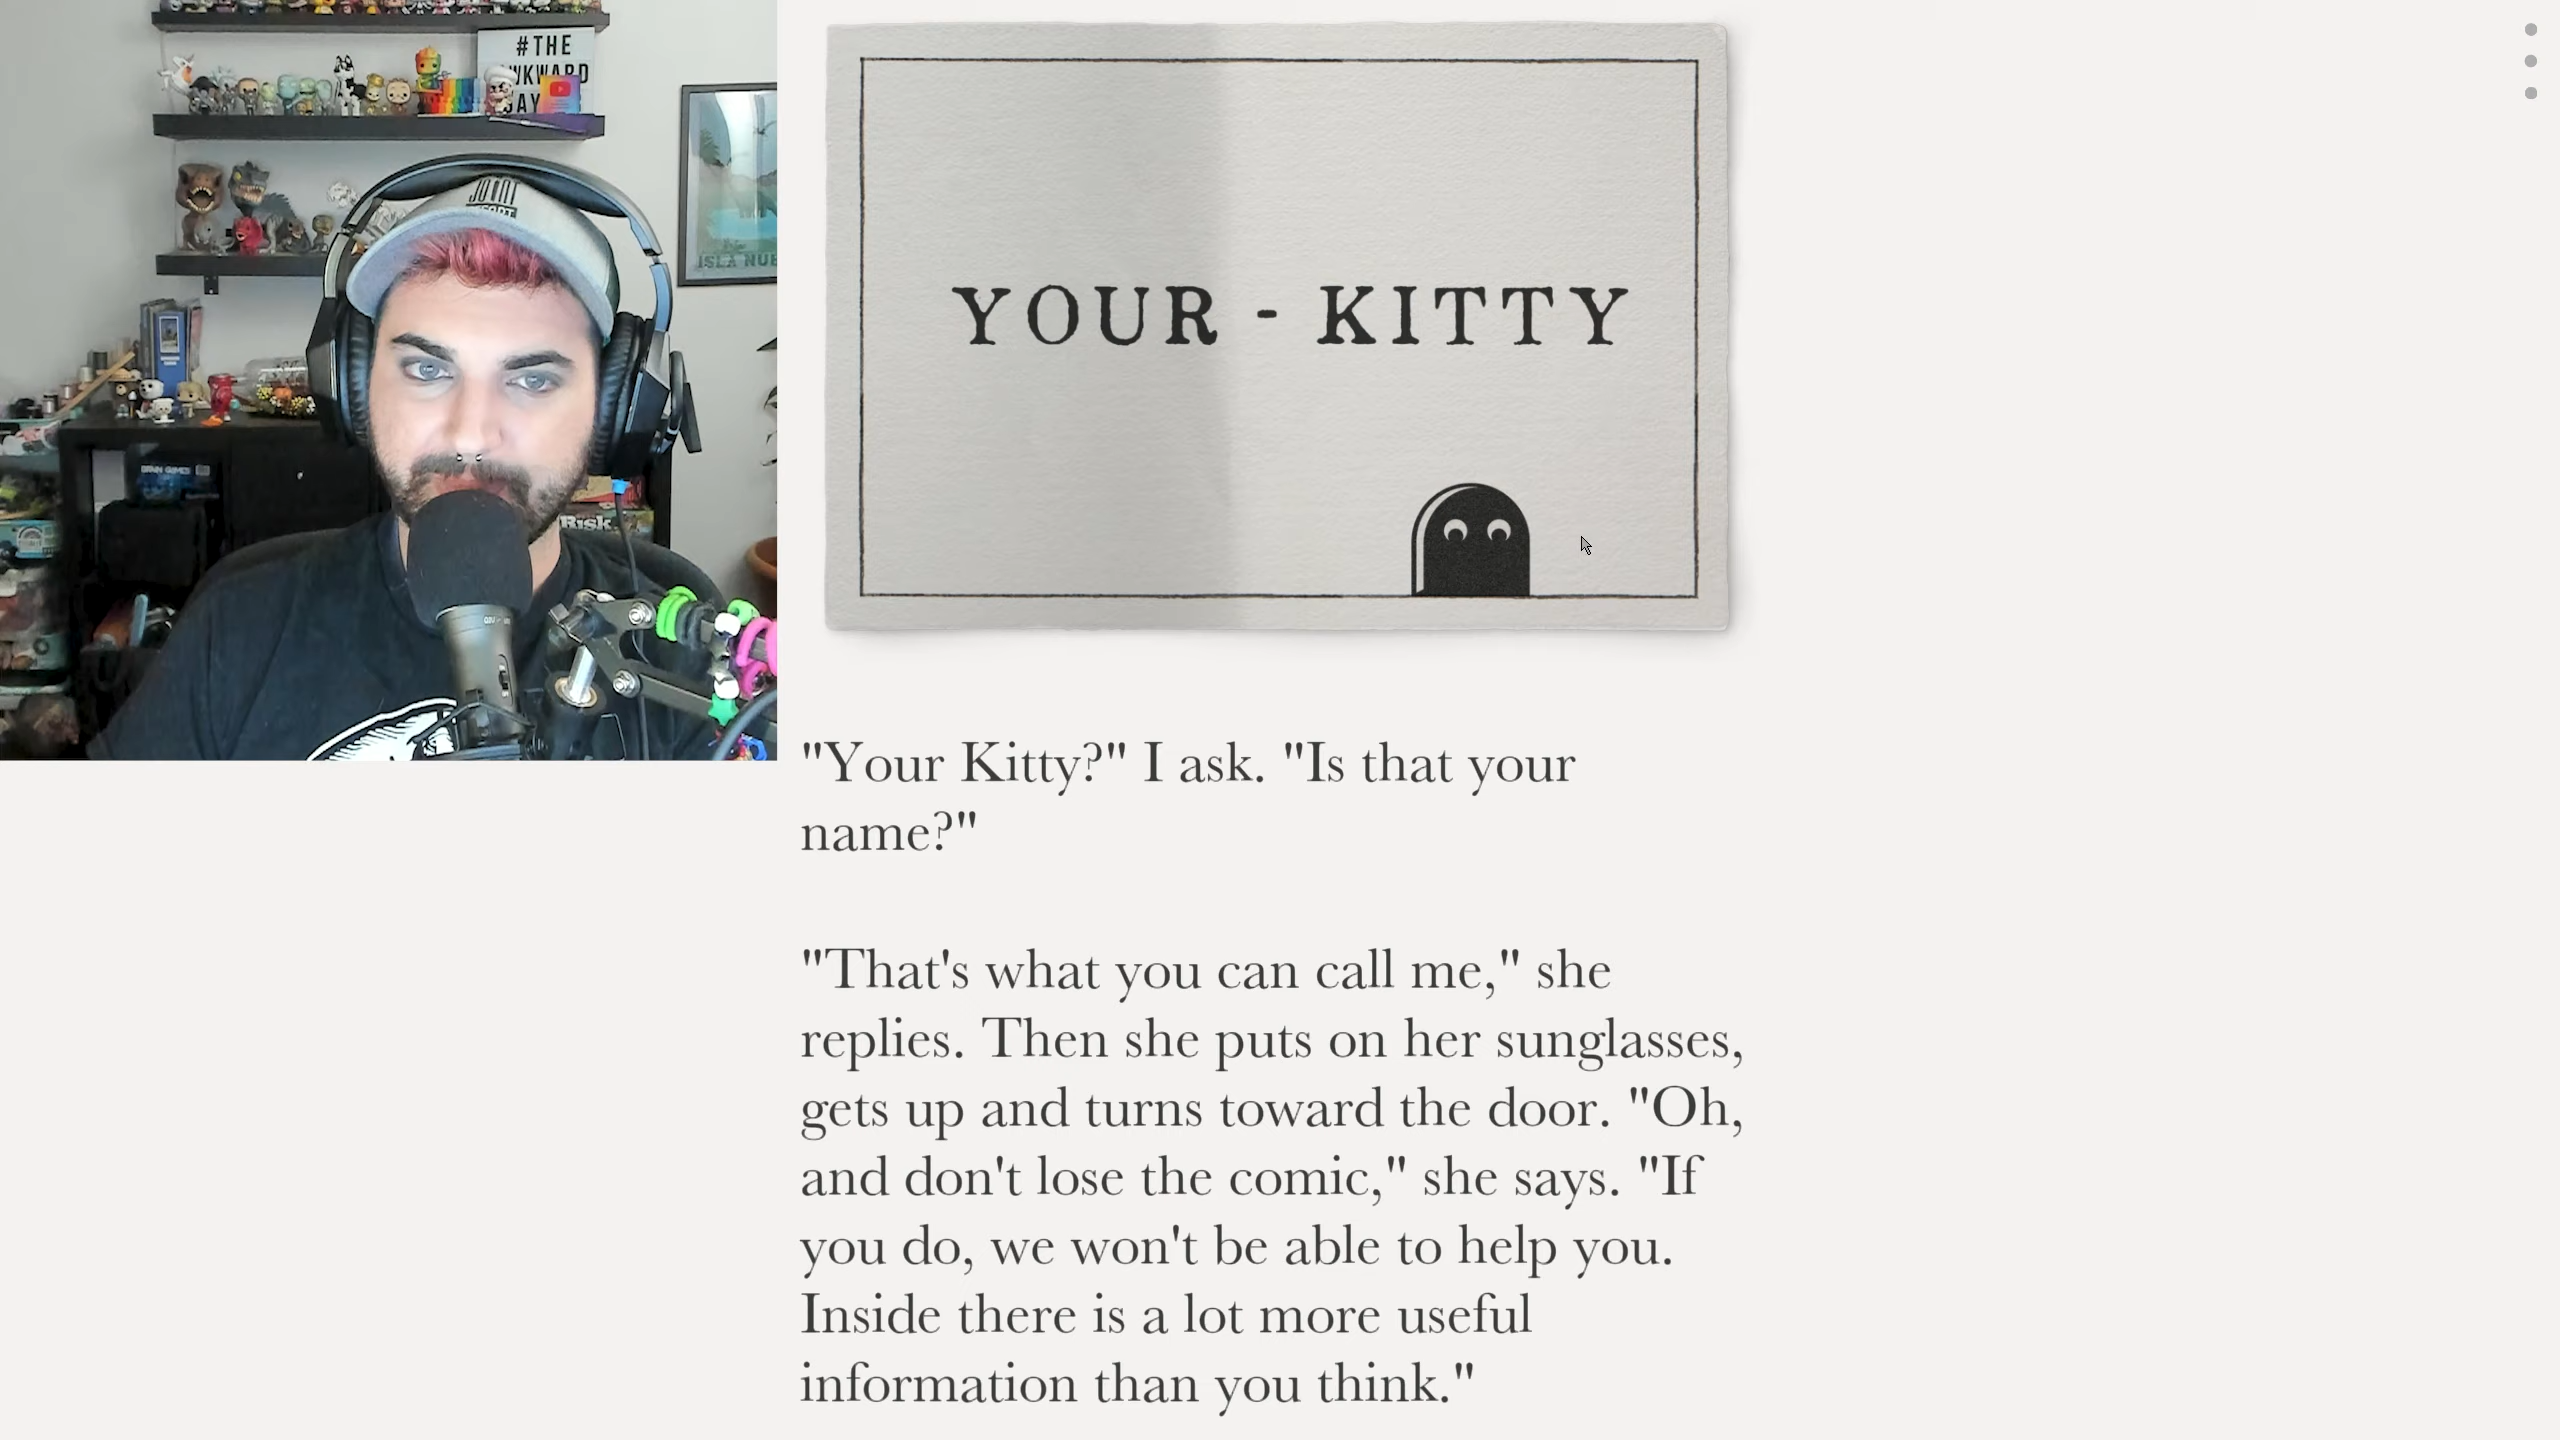 #THE
JOINT
ISLA NUB
Risk
YOUR - KITTY
"Your Kitty?" I ask. "Is that your
name?"
"That's what you can call me," she
replies. Then she puts on her sunglasses,
gets up and turns toward the door. "Oh,
and don't lose the comic," she says. "If
you do, we won't be able to help you.
Inside there is a lot more useful
information than you think."